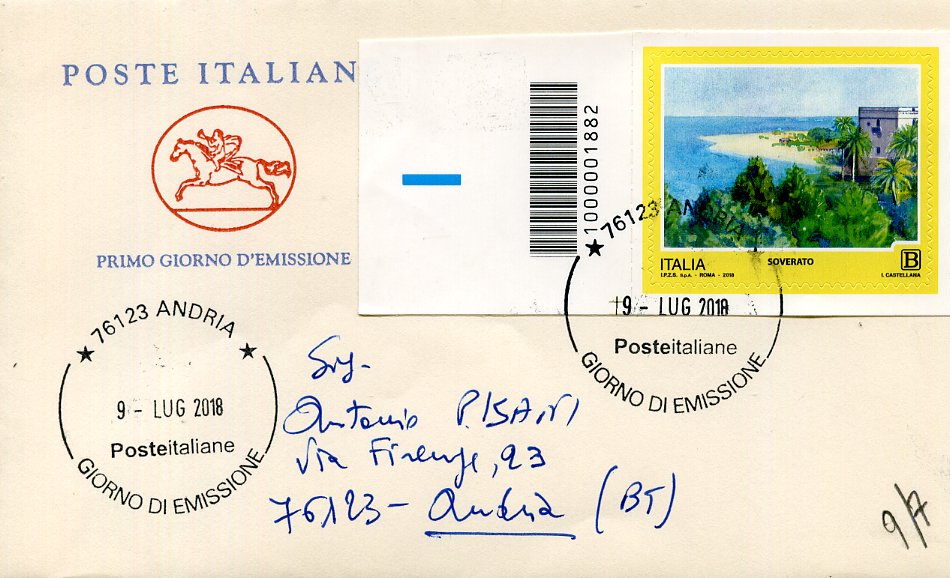 POSTE ITALIAN
PRIMO GIORNO D'EMISSIONE
1000001882
ITALIA
I.P.Z.S. S.p.A. - ROMA - 2018
SOVERATO
B
I. CASTELLANA
76123 ANDRIA
9 - LUG 2018
Posteitaliane
GIORNO DI EMISSIONE
76123 ANDRIA
9 - LUG 2018
Posteitaliane
GIORNO DI EMISSIONE
Sig.
Antonio PISANI
Via Firenze, 23
76123 - Andria (BT)
9/7